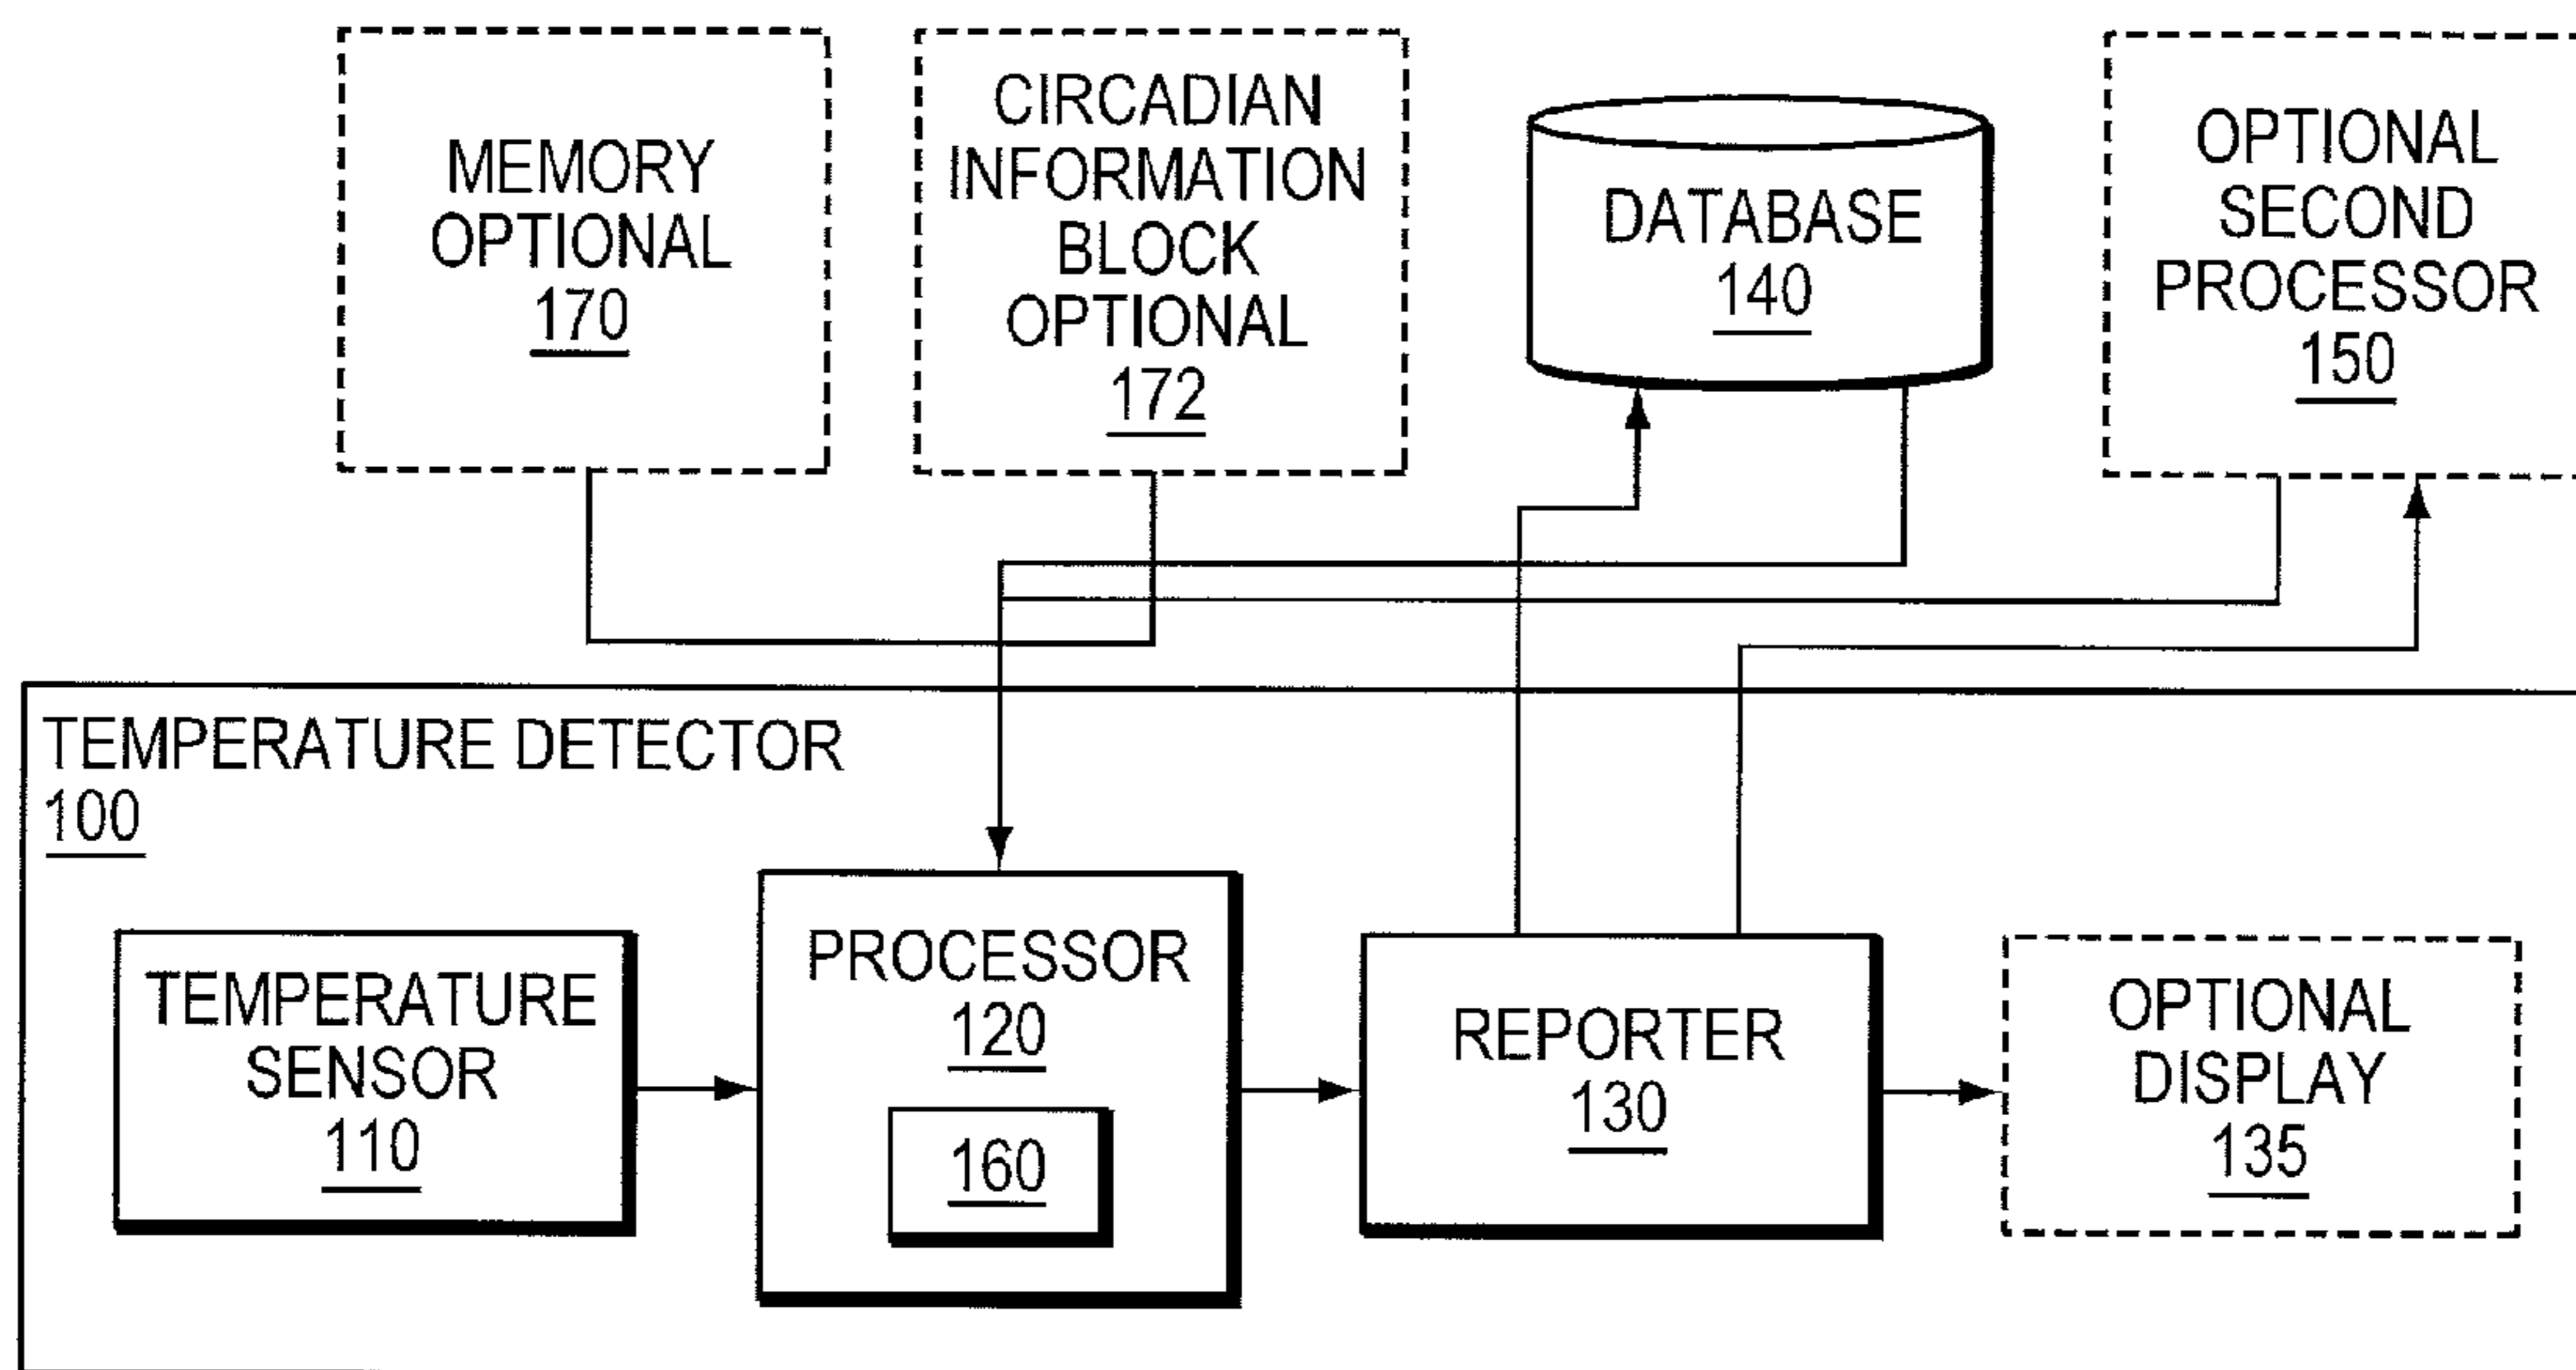 MEMORY
OPTIONAL
170
CIRCADIAN
INFORMATION
BLOCK
OPTIONAL
172
DATABASE
140
OPTIONAL
SECOND
PROCESSOR
150
TEMPERATURE DETECTOR
100
TEMPERATURE
SENSOR
110
PROCESSOR
120
160
REPORTER
130
OPTIONAL
DISPLAY
135